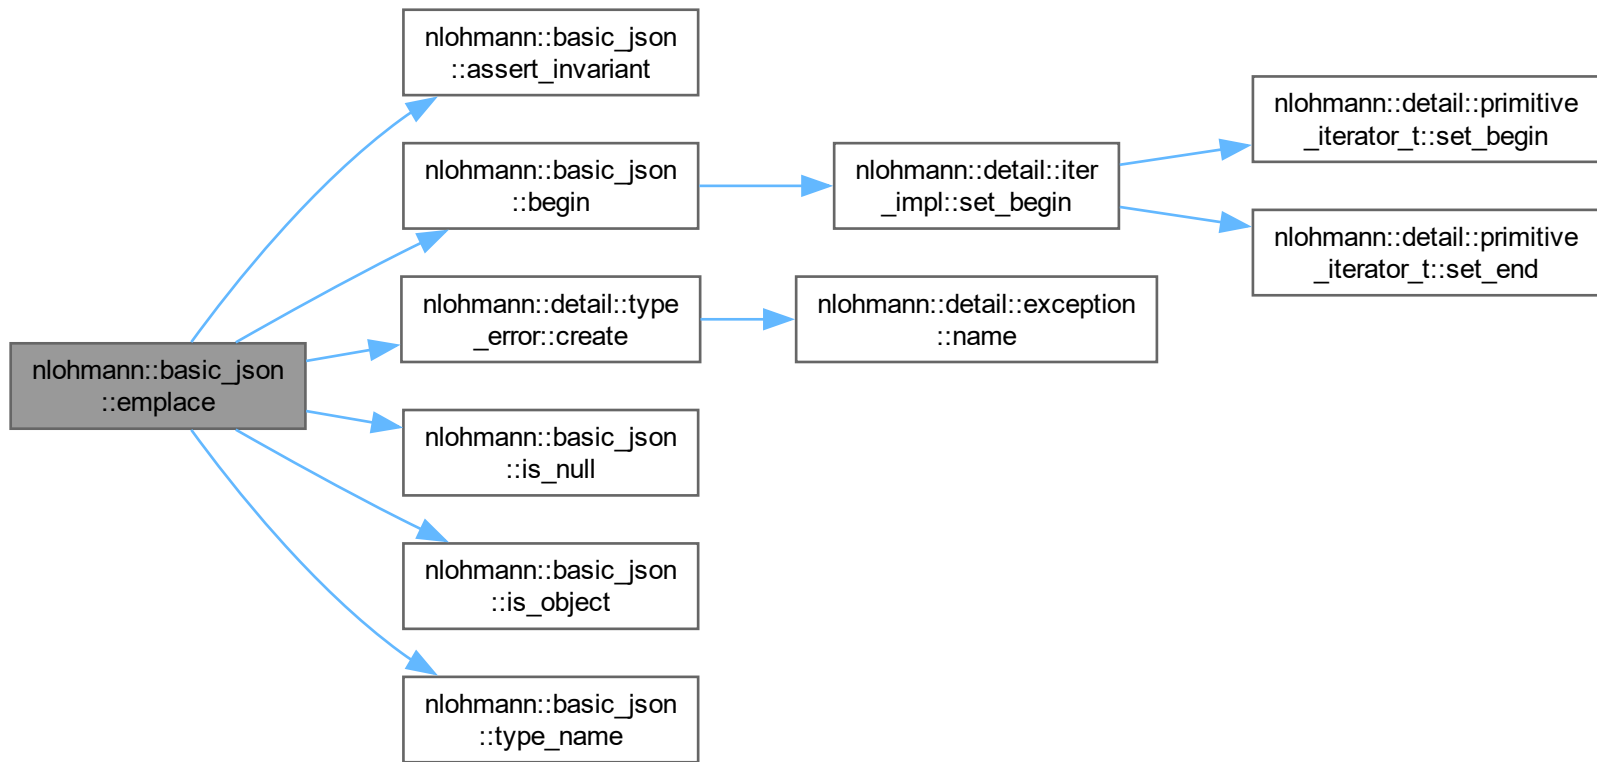 nlohmann::basic_json
::emplace
nlohmann::basic_json
::assert_invariant
nlohmann::basic_json
::begin
nlohmann::detail::iter
_impl::set_begin
nlohmann::detail::primitive
_iterator_t::set_begin
nlohmann::detail::primitive
_iterator_t::set_end
nlohmann::detail::type
_error::create
nlohmann::detail::exception
::name
nlohmann::basic_json
::is_null
nlohmann::basic_json
::is_object
nlohmann::basic_json
::type_name